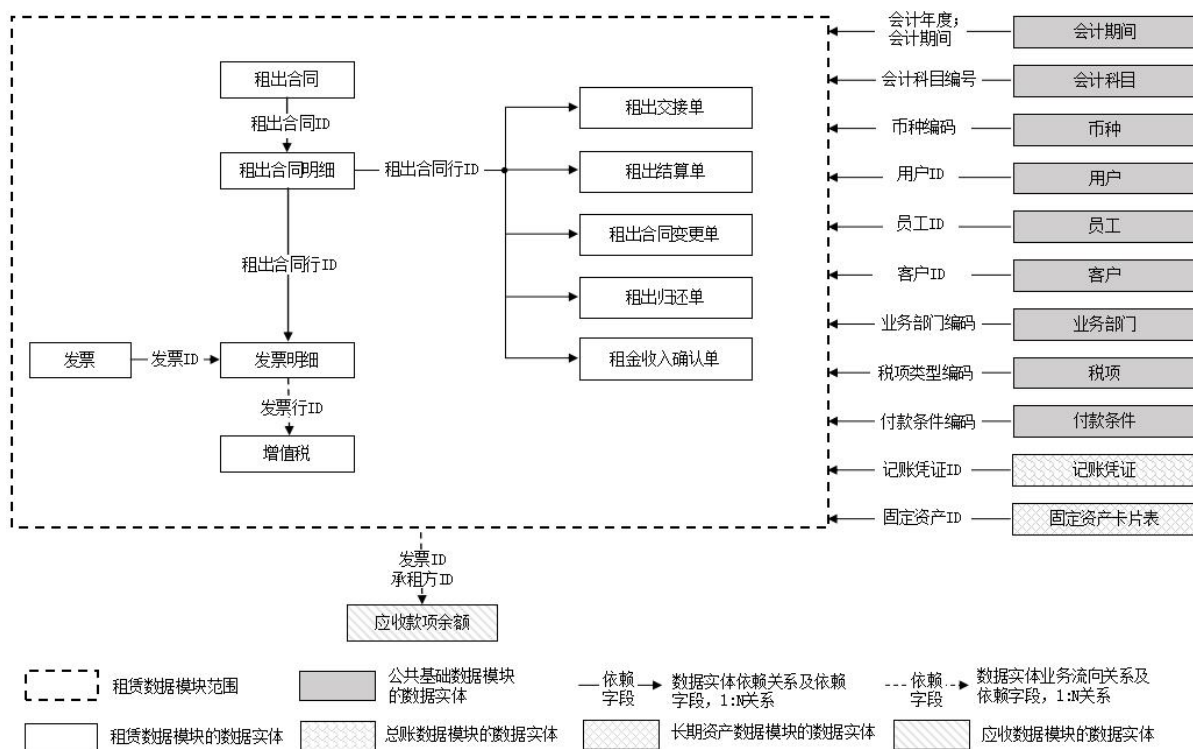 会计年度;
会计期间
会计期间
租出合同
会计科目编号
会计科目
租出交接单
租出合同ID
币种编码
币种
租出合同明细
租出合同行ID
租出结算单
用户ID
用户
租出合同变更单
员工ID
员工
租出合同行ID
客户ID
客户
租出归还单
业务部门编码
业务部门
发票
发票ID
发票明细
租金收入确认单
税项类型编码
税项
发票行ID
付款条件编码
付款条件
增值税
记账凭证ID
记账凭证
固定资产ID
固定资产卡片表
发票ID
承租方ID
应收款项余额
租赁数据模块范围
公共基础数据模块
的数据实体
依赖
字段
数据实体依赖关系及依赖
字段，1:N关系
依赖
字段
数据实体业务流向关系及
依赖字段，1:N关系
租赁数据模块的数据实体
总账数据模块的数据实体
长期资产数据模块的数据实体
应收数据模块的数据实体